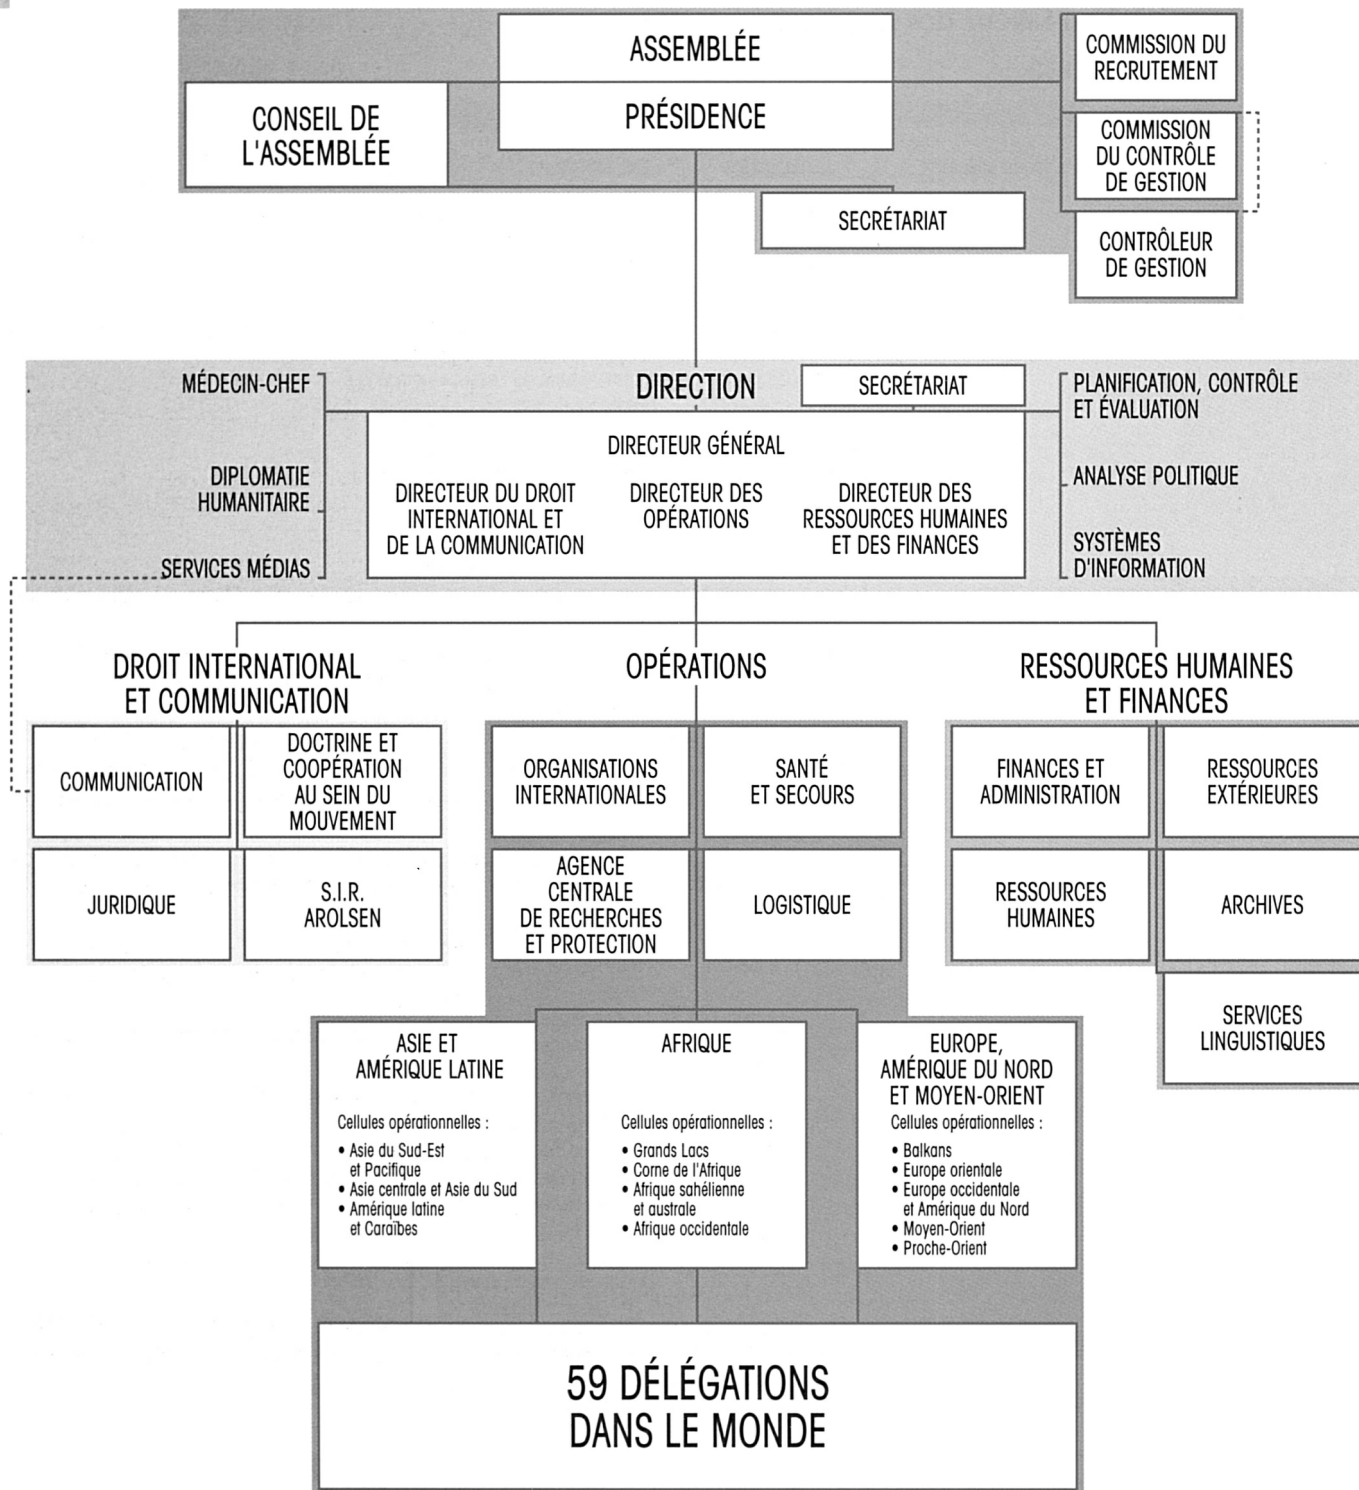 ASSEMBLÉE
PRÉSIDENCE
CONSEIL DE
L'ASSEMBLÉE
SECRÉTARIAT
COMMISSION DU
RECRUTEMENT
COMMISSION
DU CONTRÔLE
DE GESTION
CONTRÔLEUR
DE GESTION
MÉDECIN-CHEF
DIPLOMATIE
HUMANITAIRE
SERVICES MÉDIAS
DIRECTION
SECRÉTARIAT
DIRECTEUR GÉNÉRAL
DIRECTEUR DU DROIT
INTERNATIONAL ET
DE LA COMMUNICATION
DIRECTEUR DES
OPÉRATIONS
DIRECTEUR DES
RESSOURCES HUMAINES
ET DES FINANCES
PLANIFICATION, CONTRÔLE
ET ÉVALUATION
ANALYSE POLITIQUE
SYSTÈMES
D'INFORMATION
DROIT INTERNATIONAL
ET COMMUNICATION
COMMUNICATION
DOCTRINE ET
COOPÉRATION
AU SEIN DU
MOUVEMENT
JURIDIQUE
S.I.R.
AROLSEN
OPÉRATIONS
ORGANISATIONS
INTERNATIONALES
SANTÉ
ET SECOURS
AGENCE
CENTRALE
DE RECHERCHES
ET PROTECTION
LOGISTIQUE
RESSOURCES HUMAINES
ET FINANCES
FINANCES ET
ADMINISTRATION
RESSOURCES
EXTÉRIEURES
RESSOURCES
HUMAINES
ARCHIVES
SERVICES
LINGUISTIQUES
ASIE ET
AMÉRIQUE LATINE
Cellules opérationnelles :
• Asie du Sud-Est
et Pacifique
• Asie centrale et Asie du Sud
• Amérique latine
et Caraïbes
AFRIQUE
Cellules opérationnelles :
• Grands Lacs
• Corne de l'Afrique
• Afrique sahélienne
et australe
• Afrique occidentale
EUROPE,
AMÉRIQUE DU NORD
ET MOYEN-ORIENT
Cellules opérationnelles :
• Balkans
• Europe orientale
• Europe occidentale
et Amérique du Nord
• Moyen-Orient
• Proche-Orient
59 DÉLÉGATIONS
DANS LE MONDE